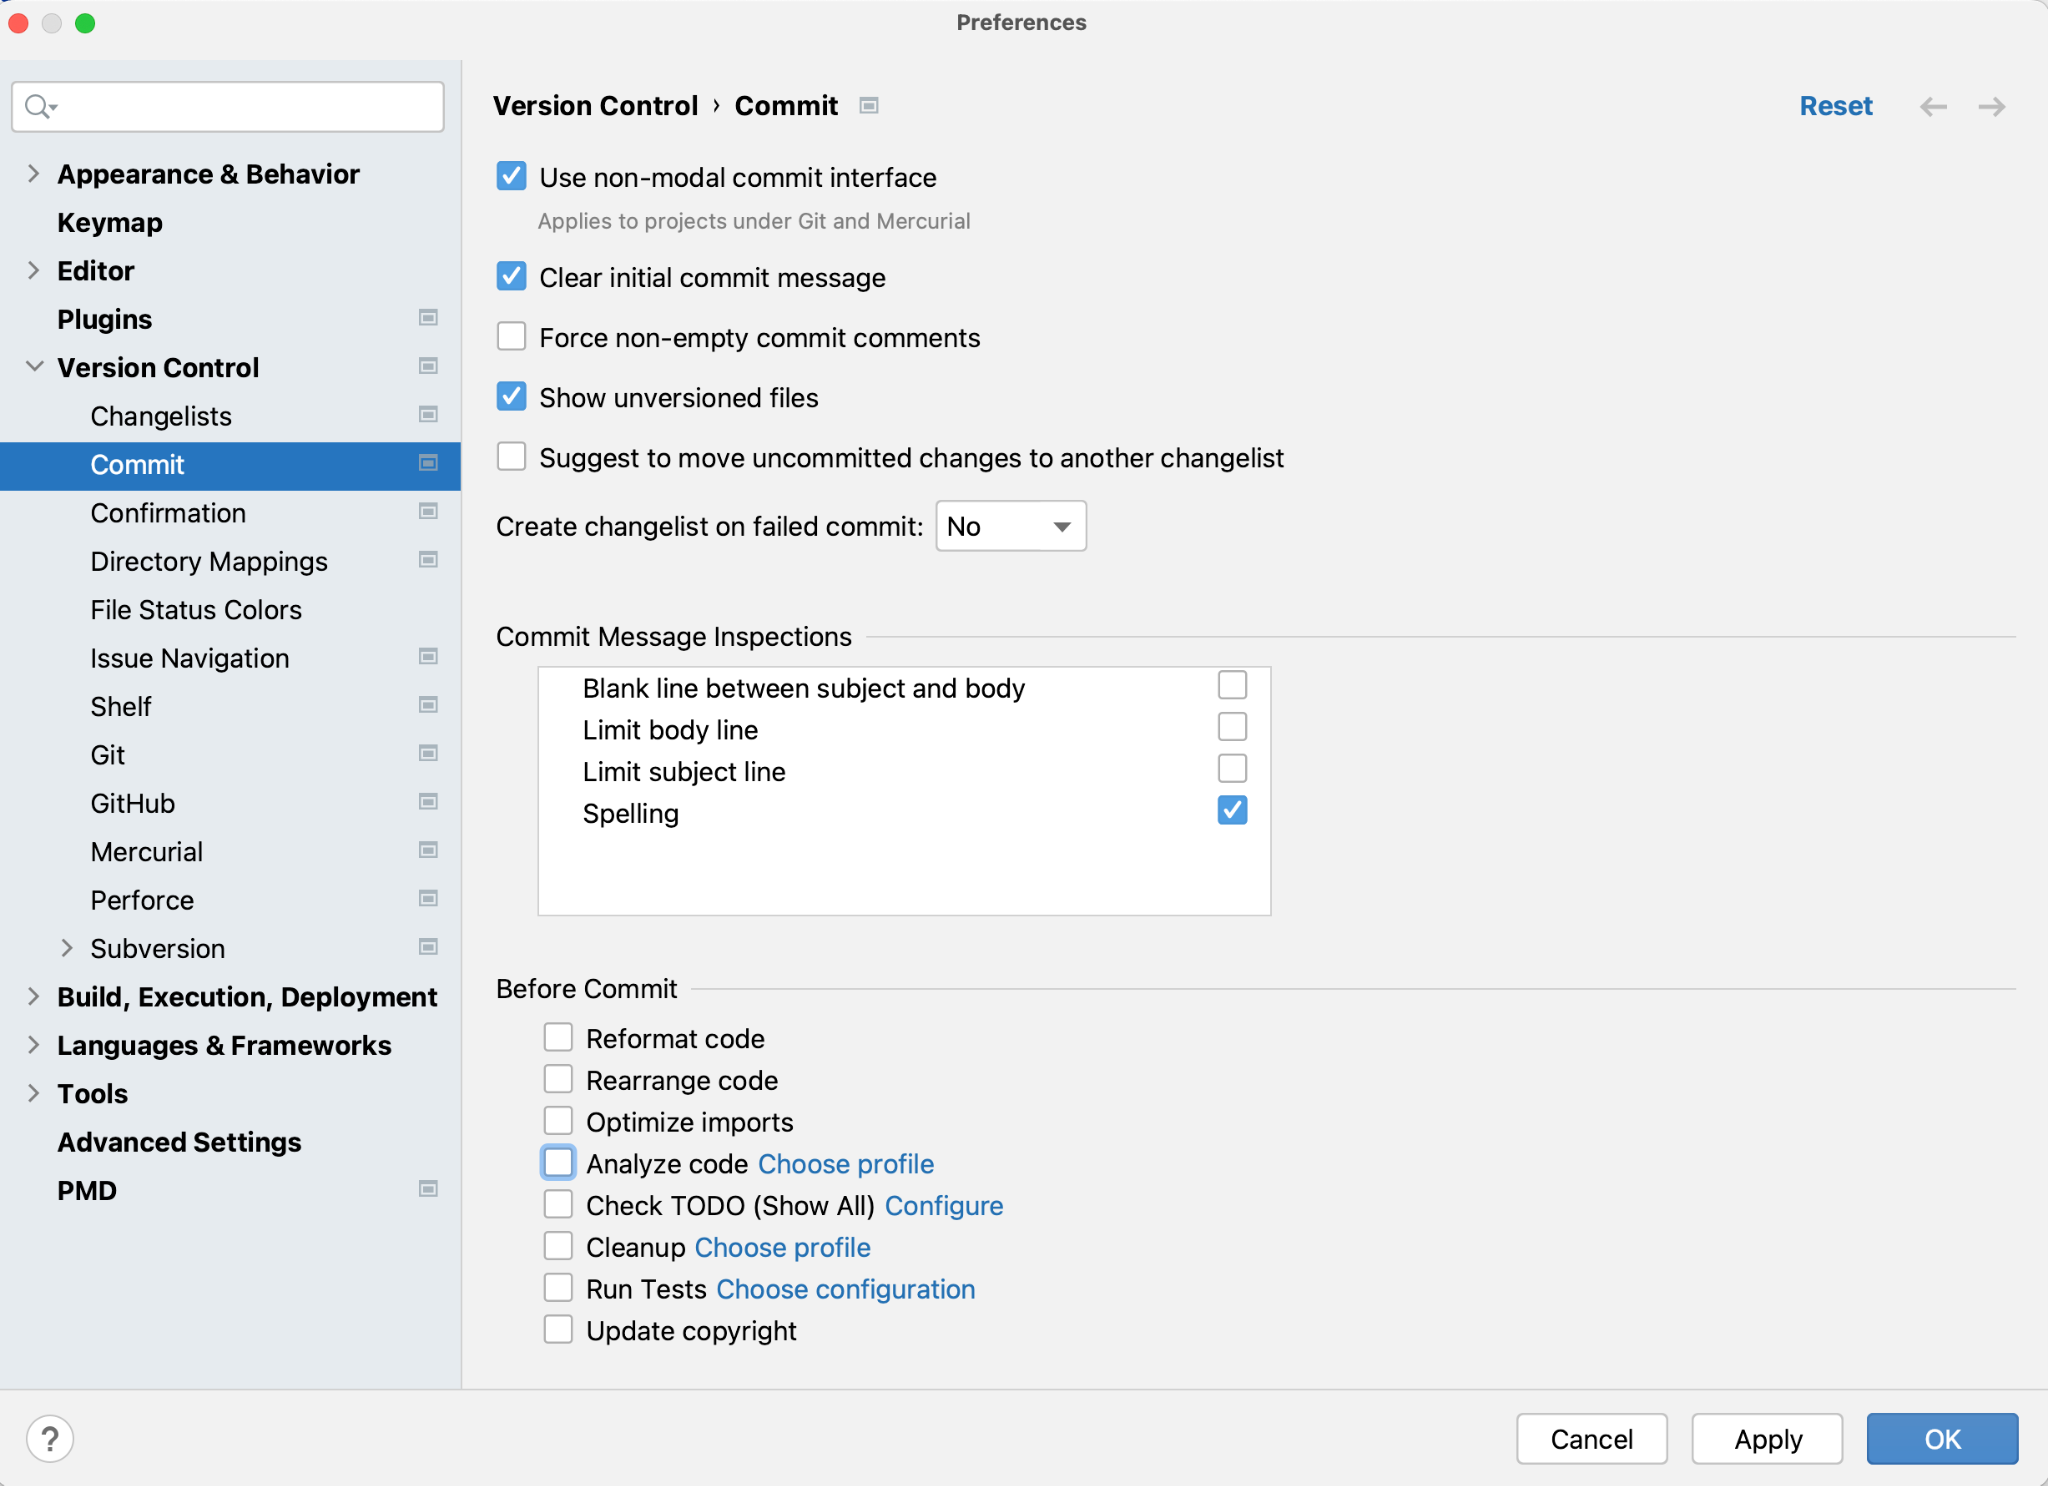 Preferences
Appearance & Behavior
Keymap
Editor
Plugins
Version Control
Changelists
Commit
Confirmation
Directory Mappings
File Status Colors
Issue Navigation
Shelf
Git
GitHub
Mercurial
Perforce
Subversion
Build, Execution, Deployment
Languages & Frameworks
Tools
Advanced Settings
PMD
Version Control › Commit
Reset
Use non-modal commit interface
Applies to projects under Git and Mercurial
Clear initial commit message
Force non-empty commit comments
Show unversioned files
Suggest to move uncommitted changes to another changelist
Create changelist on failed commit: No
Commit Message Inspections
Blank line between subject and body
Limit body line
Limit subject line
Spelling
Before Commit
Reformat code
Rearrange code
Optimize imports
Analyze code Choose profile
Check TODO (Show All) Configure
Cleanup Choose profile
Run Tests Choose configuration
Update copyright
?
Cancel
Apply
OK